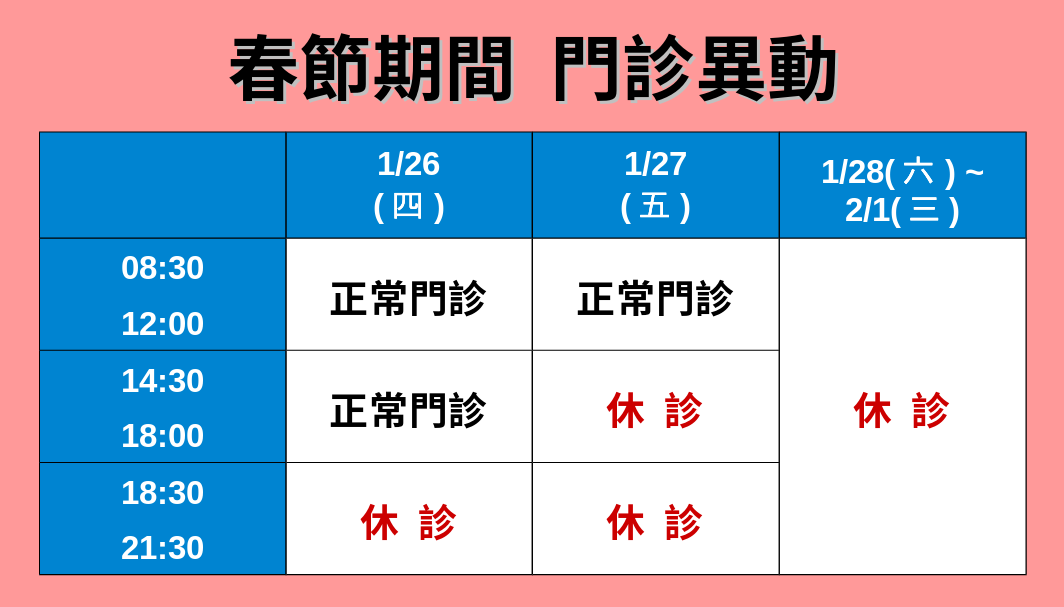 春節期間 門診異動
1/26
( 四 )
1/27
( 五 )
1/28( 六 ) ~
2/1( 三 )
08:30
12:00
正常門診
正常門診
休 診
14:30
18:00
正常門診
休 診
18:30
21:30
休 診
休 診